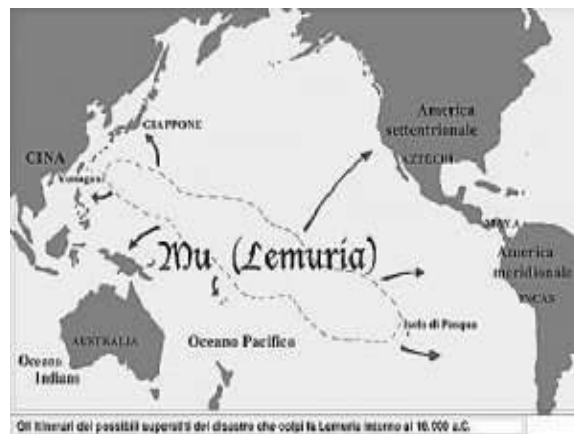 America
settentrionale
AZTECHI
GIAPPONE
CINA
MAYA
Mu (Lemuria)
America
meridionale
INCAS
Isola di Pasqua
AUSTRALIA
Oceano Pacifico
Oceano
Indiano
Gli itinerari dei possibili superstiti del disastro che colpì la Lemuria intorno al 10.000 a.C.